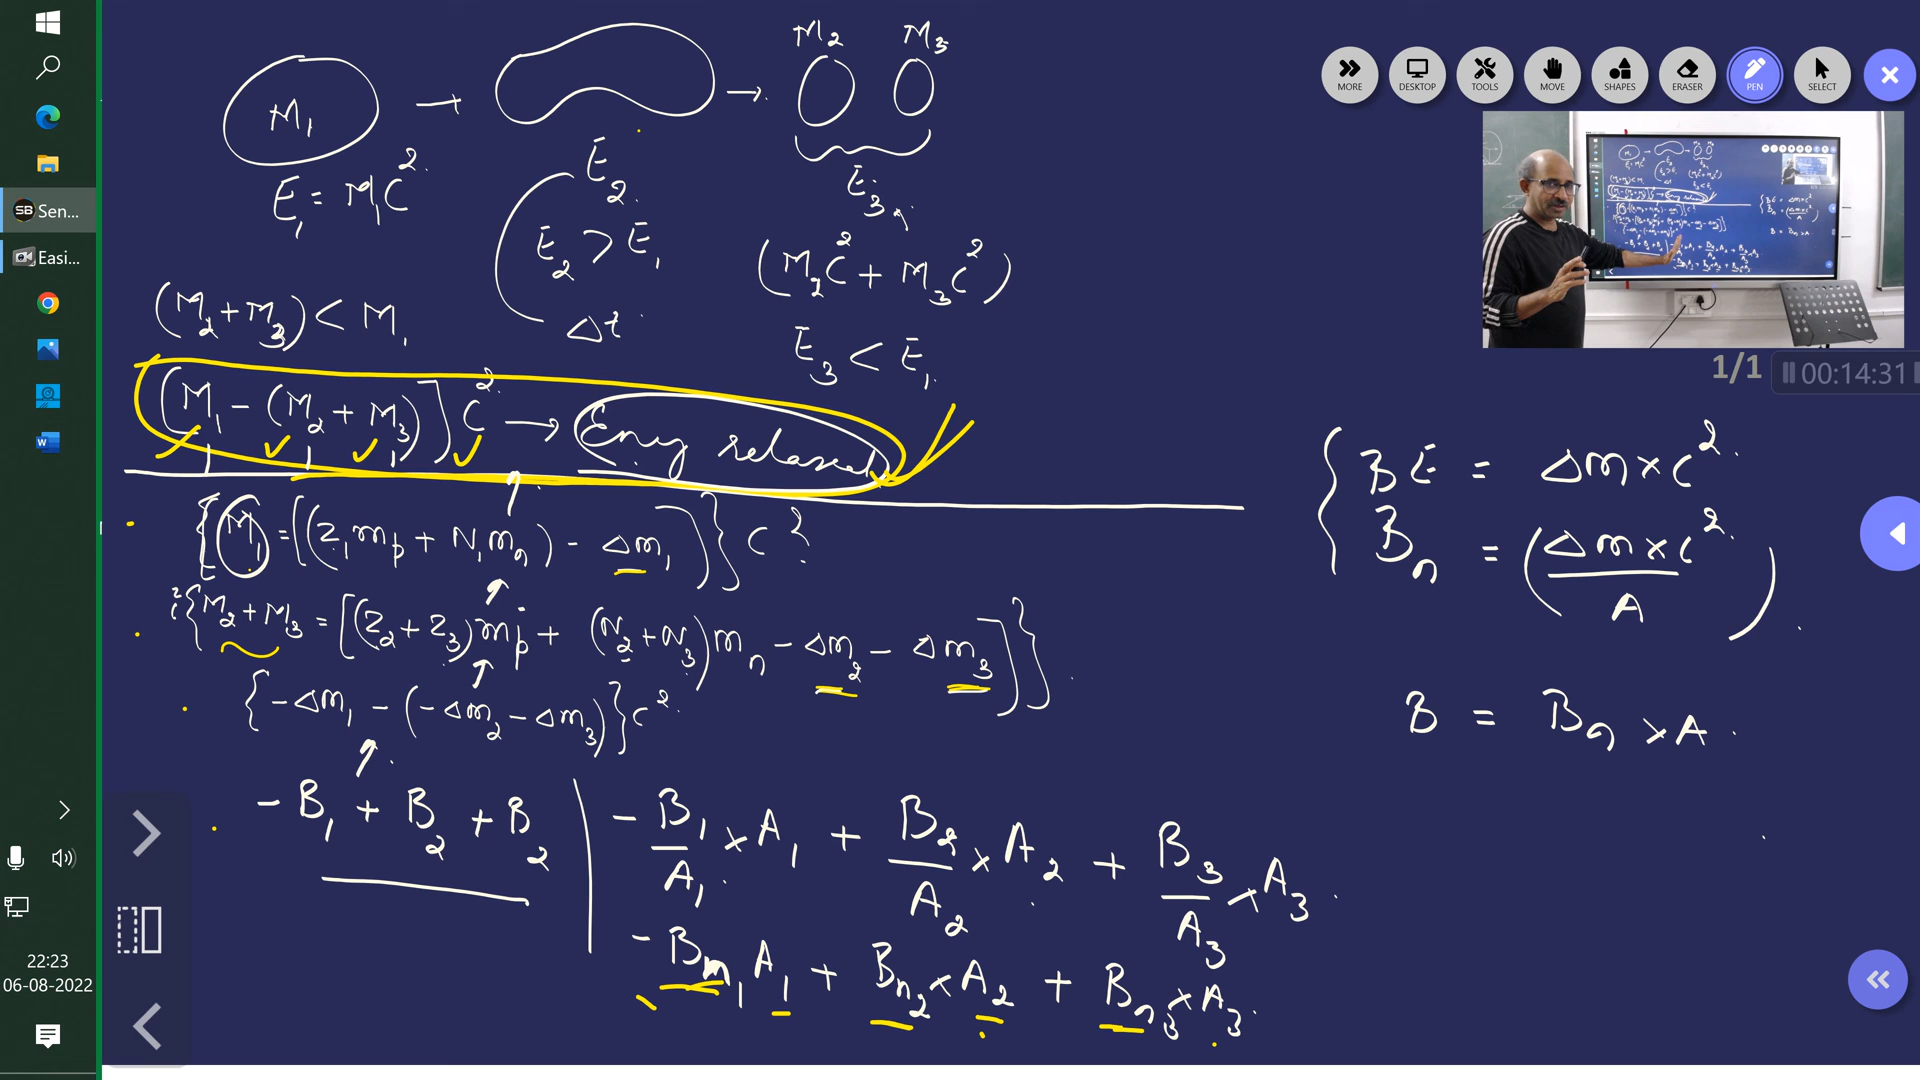 M₂ M₃
M₁ → →
E₁ = M₁C²
E₂
E₂ > E₁
Δt
E₃
(M₂C² + M₃C²)
E₃ < E₁
(M₂+M₃) < M₁
[M₁ - (M₂ + M₃)] C² → Energy relased
{M₁ = [(Z₁mp + N₁mn) - Δm₁]} C²
C²{M₂ + M₃ = [(Z₂ + Z₃)mp + (N₂ + N₃)mn - Δm₂ - Δm₃]}
{-Δm₁ - (-Δm₂ - Δm₃)}C²
- B₁ + B₂ + B₂
- B₁/A₁ × A₁ + B₂/A₂ × A₂ + B₃/A₃ × A₃
- Bn₁ A₁ + Bn₂ × A₂ + Bn₃ × A₃
BE = Δm × C²
Bn = (Δm × C² / A)
B = Bn × A
MORE DESKTOP TOOLS MOVE SHAPES ERASER PEN SELECT
1/1 00:14:31
SB Sen...
Easi...
22:23
06-08-2022